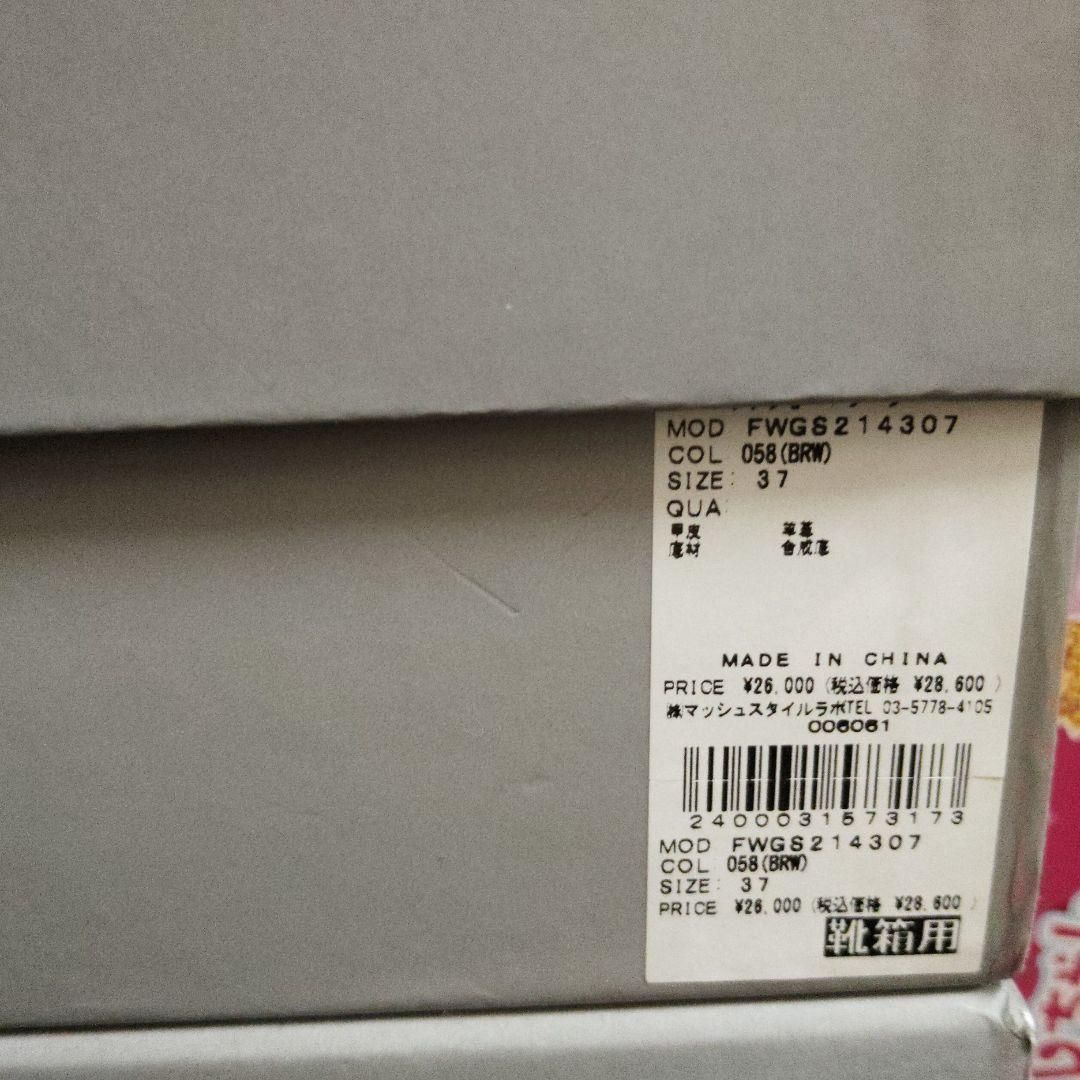 MOD FWGS214307
COL 058(BRW)
SIZE: 37
QUA:
甲皮 革革
底材 合成底
MADE IN CHINA
PRICE ¥26,000 (税込価格 ¥28,600 )
㈱マッシュスタイルラボTEL 03-5778-4105
006061
2400031573173
MOD FWGS214307
COL 058(BRW)
SIZE: 37
PRICE ¥26,000 (税込価格 ¥28,600 )
靴箱用